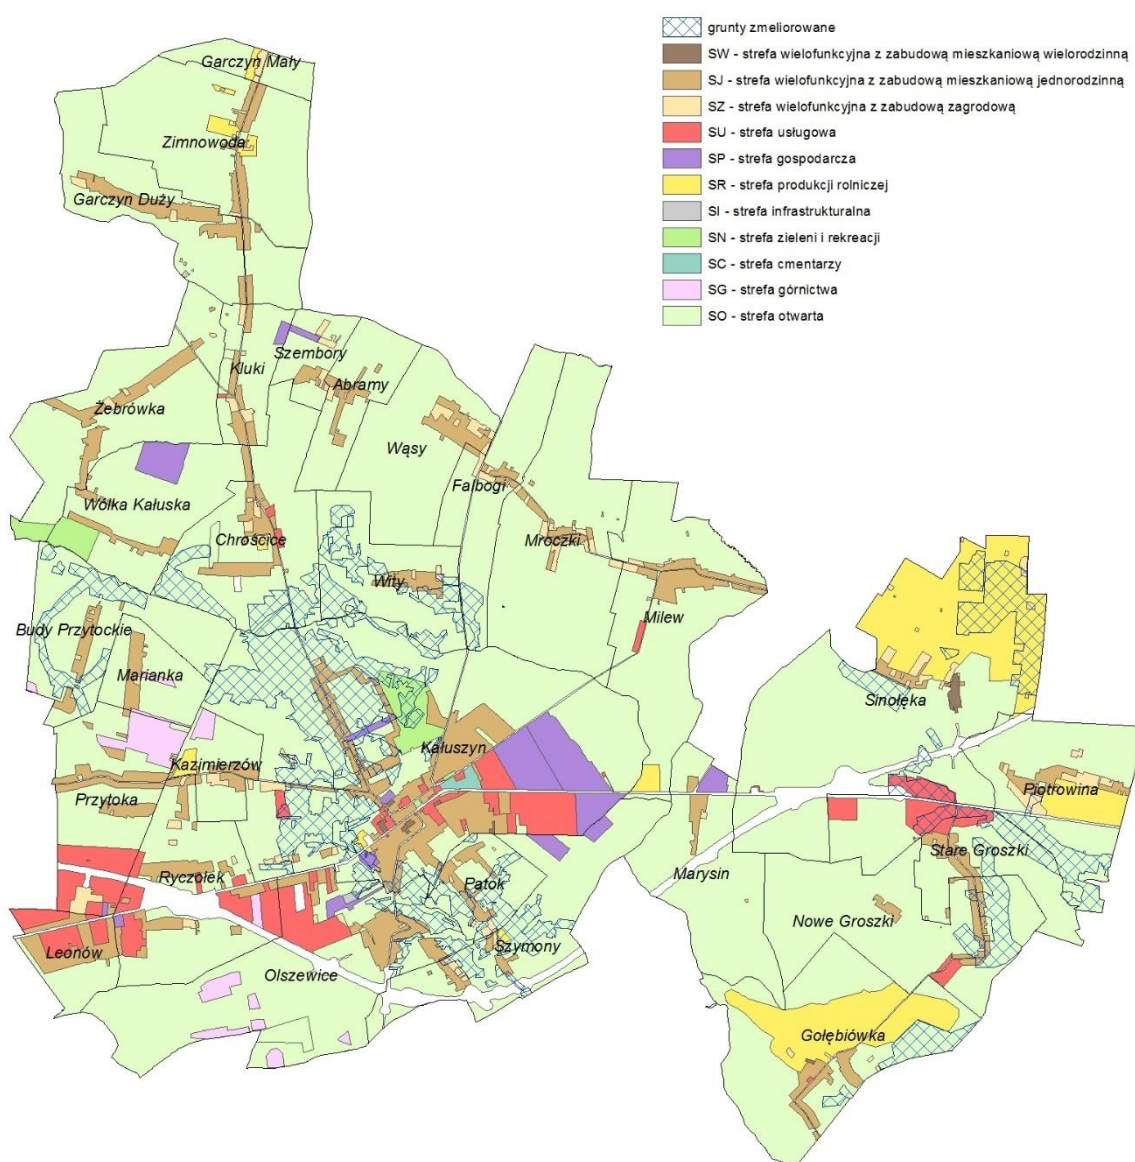 grunty zmeliorowane
SW - strefa wielofunkcyjna z zabudową mieszkaniową wielorodzinną
SJ - strefa wielofunkcyjna z zabudową mieszkaniową jednorodzinną
SZ - strefa wielofunkcyjna z zabudową zagrodową
SU - strefa usługowa
SP - strefa gospodarcza
SR - strefa produkcji rolniczej
SI - strefa infrastrukturalna
SN - strefa zieleni i rekreacji
SC - strefa cmentarzy
SG - strefa górnictwa
SO - strefa otwarta
Garczyn Mały
Zimnowoda
Garczyn Duży
Szembory
Kluki
Abramy
Żebrówka
Wąsy
Falbogi
Wólka Kałuska
Chrościce
Mroczki
Wity
Milew
Budy Przytockie
Marianka
Sinołęka
Kałuszyn
Kazimierzów
Przytoka
Piotrowina
Stare Groszki
Ryczołek
Patok
Marysin
Nowe Groszki
Szymony
Leonów
Olszewice
Gołębiówka